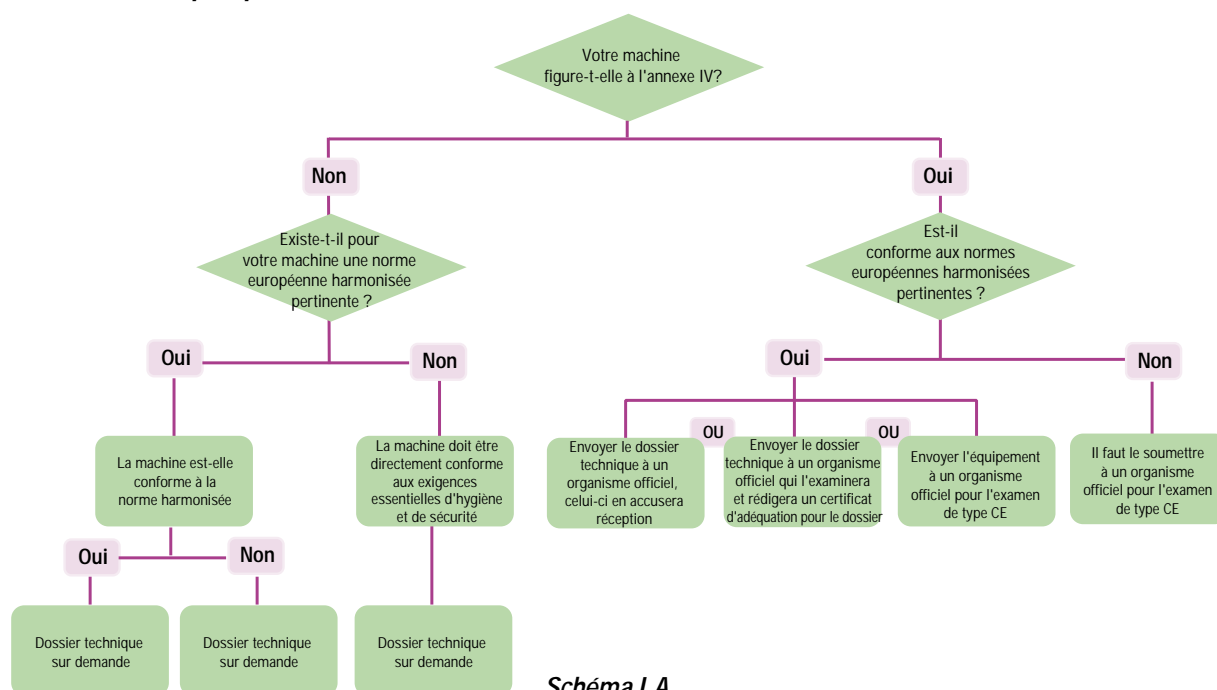 Votre machine
figure-t-elle à l'annexe IV?
Non
Oui
Existe-t-il pour
votre machine une norme
européenne harmonisée
pertinente ?
Est-il
conforme aux normes
européennes harmonisées
pertinentes ?
Oui
Non
Oui
Non
OU
OU
La machine est-elle
conforme à la
norme harmonisée
La machine doit être
directement conforme
aux exigences
essentielles d'hygiène
et de sécurité
Envoyer le dossier
technique à un
organisme officiel,
celui-ci en accusera
réception
Envoyer le dossier
technique à un organisme
officiel qui l'examinera
et rédigera un certificat
d'adéquation pour le dossier
Envoyer l'équipement
à un organisme
officiel pour l'examen
de type CE
Il faut le soumettre
à un organisme
officiel pour l'examen
de type CE
Oui
Non
Dossier technique
sur demande
Dossier technique
sur demande
Dossier technique
sur demande
Schéma I.A